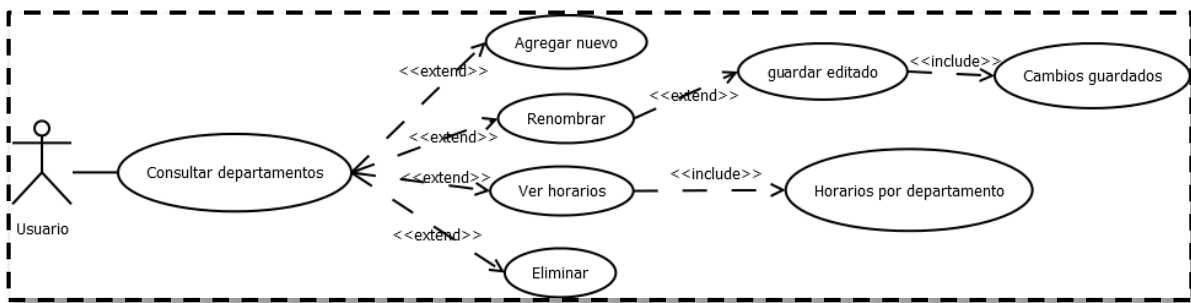 Agregar nuevo
<<extend>>
guardar editado
<<include>>
Cambios guardados
<<extend>>
Renombrar
<<extend>>
Usuario
Consultar departamentos
<<extend>>
Ver horarios
<<include>>
Horarios por departamento
<<extend>>
Eliminar